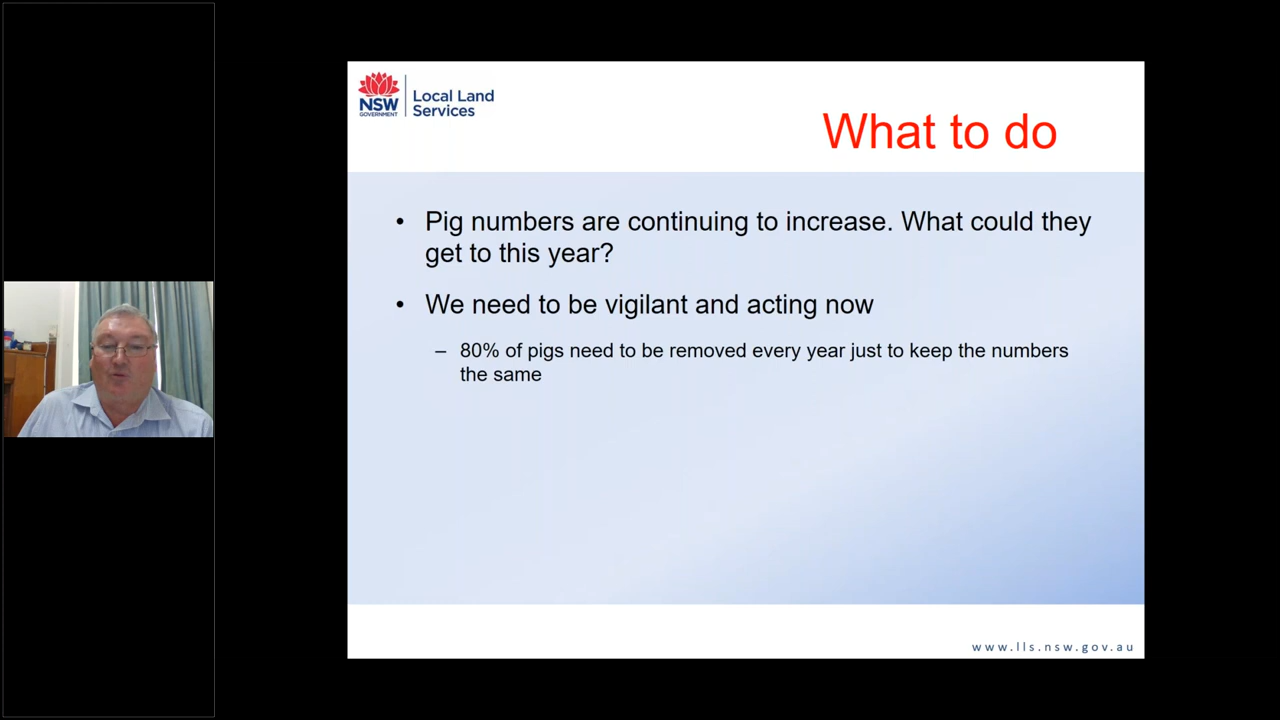 NSW
GOVERNMENT
Local Land
Services
What to do
• Pig numbers are continuing to increase. What could they
get to this year?
• We need to be vigilant and acting now
– 80% of pigs need to be removed every year just to keep the numbers
the same
www.lls.nsw.gov.au